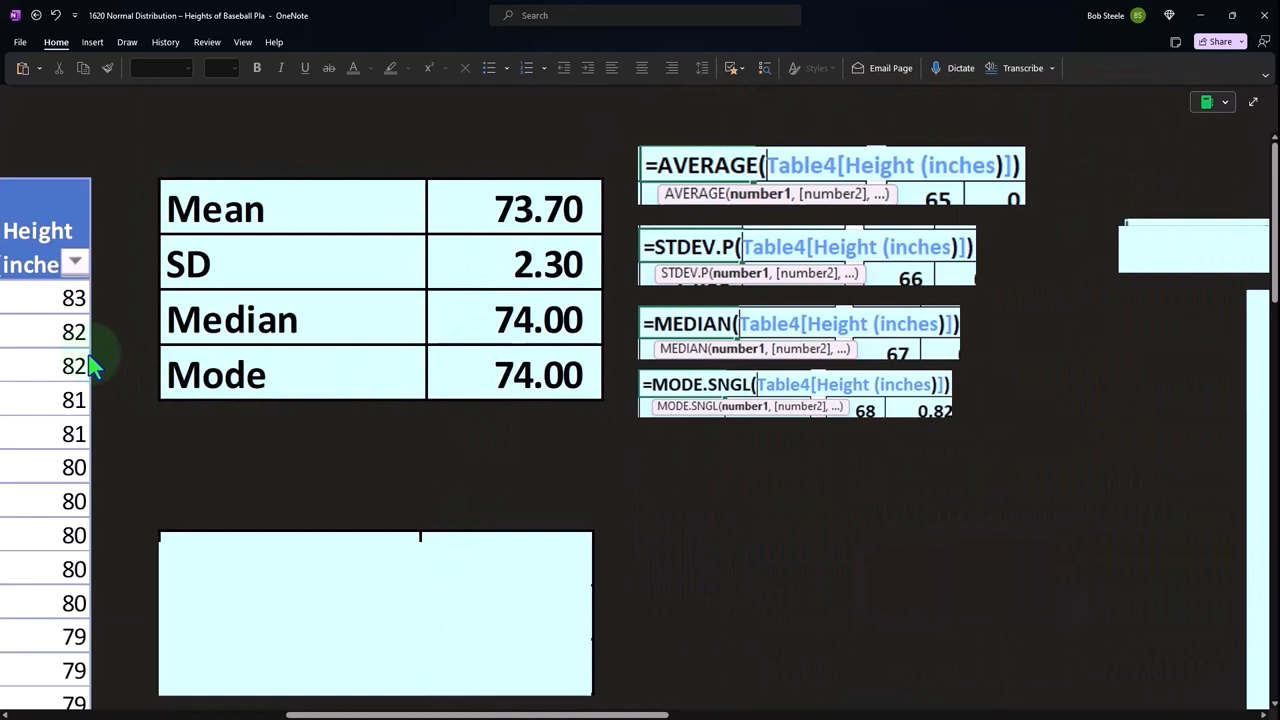 1620 Normal Distribution – Heights of Baseball Pla - OneNote
Search
Bob Steele
BS
File
Home
Insert
Draw
History
Review
View
Help
Share
Styles
Email Page
Dictate
Transcribe
Height
(inche
83
82
82
81
81
80
80
80
80
80
79
79
79
Mean 73.70
SD 2.30
Median 74.00
Mode 74.00
=AVERAGE(Table4[Height (inches)])
AVERAGE(number1, [number2], ...)
65
0
=STDEV.P(Table4[Height (inches)])
STDEV.P(number1, [number2], ...)
66
=MEDIAN(Table4[Height (inches)])
MEDIAN(number1, [number2], ...)
67
=MODE.SNGL(Table4[Height (inches)])
MODE.SNGL(number1, [number2], ...)
68
0.82